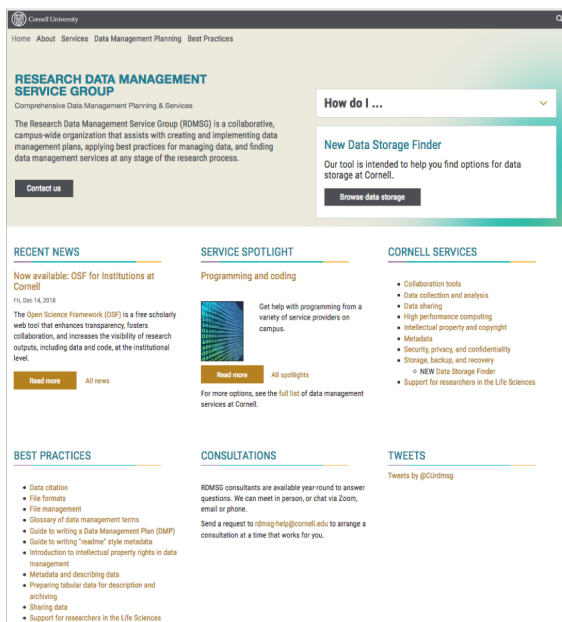 Cornell University
Home About Services Data Management Planning Best Practices
RESEARCH DATA MANAGEMENT
SERVICE GROUP
Comprehensive Data Management Planning & Services
The Research Data Management Service Group (RDMSG) is a collaborative,
campus-wide organization that assists with creating and implementing data
management plans, applying best practices for managing data, and finding
data management services at any stage of the research process.
Contact us
How do I ...
New Data Storage Finder
Our tool is intended to help you find options for data
storage at Cornell.
Browse data storage
RECENT NEWS
Now available: OSF for Institutions at
Cornell
Fri, Dec 14, 2018
The Open Science Framework (OSF) is a free scholarly
web tool that enhances transparency, fosters
collaboration, and increases the visibility of research
outputs, including data and code, at the institutional
level.
Read more All news
SERVICE SPOTLIGHT
Programming and coding
Get help with programming from a
variety of service providers on
campus.
Read more All spotlights
For more options, see the full list of data management
services at Cornell.
CORNELL SERVICES
Collaboration tools
Data collection and analysis
Data sharing
High performance computing
Intellectual property and copyright
Metadata
Security, privacy, and confidentiality
Storage, backup, and recovery
NEW Data Storage Finder
Support for researchers in the Life Sciences
BEST PRACTICES
Data citation
File formats
File management
Glossary of data management terms
Guide to writing a Data Management Plan (DMP)
Guide to writing "readme" style metadata
Introduction to intellectual property rights in data
management
Metadata and describing data
Preparing tabular data for description and
archiving
Sharing data
Support for researchers in the Life Sciences
CONSULTATIONS
RDMSG consultants are available year-round to answer
questions. We can meet in person, or chat via Zoom,
email or phone.
Send a request to rdmsg-help@cornell.edu to arrange a
consultation at a time that works for you.
TWEETS
Tweets by @CUrdmsg